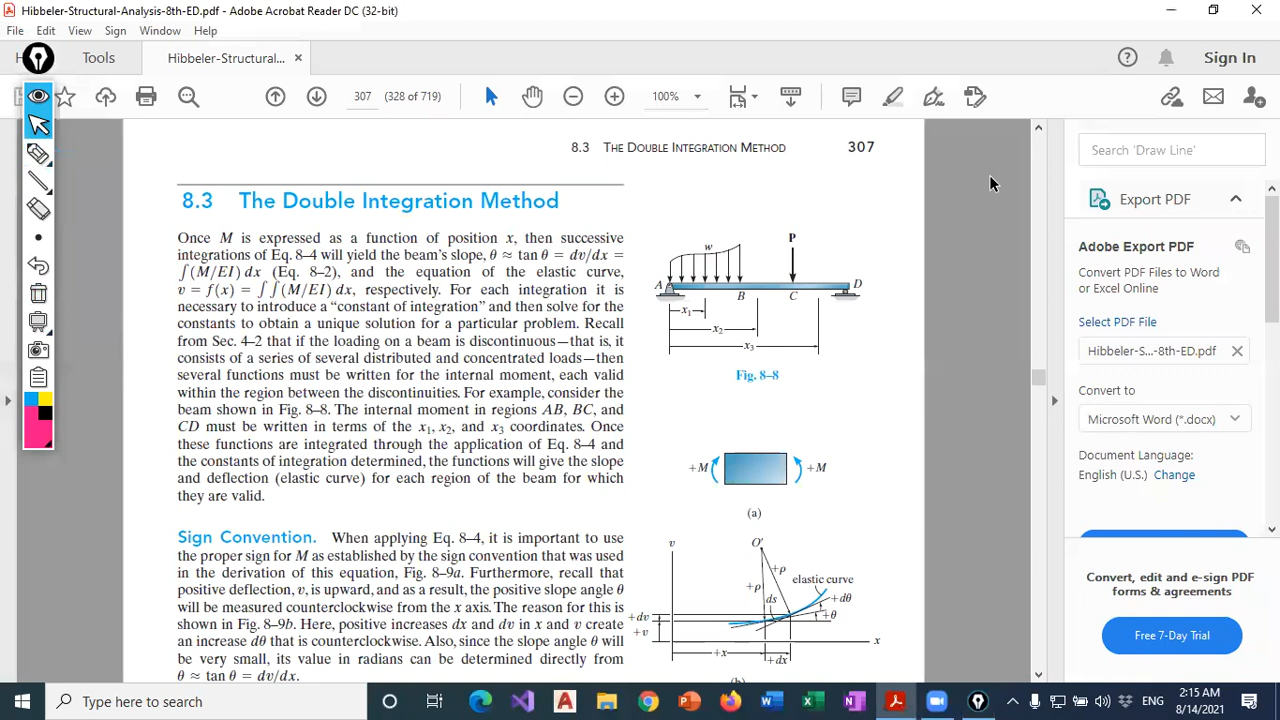 Hibbeler-Structural-Analysis-8th-ED.pdf - Adobe Acrobat Reader DC (32-bit)
File Edit View Sign Window Help
Tools Hibbeler-Structural... × Sign In
307 (328 of 719) 100%
8.3 THE DOUBLE INTEGRATION METHOD 307
8.3 The Double Integration Method
Once M is expressed as a function of position x, then successive
integrations of Eq. 8–4 will yield the beam's slope, θ ≈ tan θ = dv/dx =
∫(M/EI) dx (Eq. 8–2), and the equation of the elastic curve,
v = f(x) = ∫∫(M/EI) dx, respectively. For each integration it is
necessary to introduce a “constant of integration” and then solve for the
constants to obtain a unique solution for a particular problem. Recall
from Sec. 4–2 that if the loading on a beam is discontinuous—that is, it
consists of a series of several distributed and concentrated loads—then
several functions must be written for the internal moment, each valid
within the region between the discontinuities. For example, consider the
beam shown in Fig. 8–8. The internal moment in regions AB, BC, and
CD must be written in terms of the x₁, x₂, and x₃ coordinates. Once
these functions are integrated through the application of Eq. 8–4 and
the constants of integration determined, the functions will give the slope
and deflection (elastic curve) for each region of the beam for which
they are valid.
Sign Convention. When applying Eq. 8–4, it is important to use
the proper sign for M as established by the sign convention that was used
in the derivation of this equation, Fig. 8–9a. Furthermore, recall that
positive deflection, v, is upward, and as a result, the positive slope angle θ
will be measured counterclockwise from the x axis. The reason for this is
shown in Fig. 8–9b. Here, positive increases dx and dv in x and v create
an increase dθ that is counterclockwise. Also, since the slope angle θ will
be very small, its value in radians can be determined directly from
θ ≈ tan θ = dv/dx.
w P
A B C D
x₁
x₂
x₃
Fig. 8–8
+M +M
(a)
v O′
+ρ
+ρ elastic curve
ds +dθ
+dv +θ
+v
x
+x +dx
Search 'Draw Line'
Export PDF
Adobe Export PDF
Convert PDF Files to Word
or Excel Online
Select PDF File
Hibbeler-S...-8th-ED.pdf ×
Convert to
Microsoft Word (*.docx)
Document Language:
English (U.S.) Change
Convert, edit and e-sign PDF
forms & agreements
Free 7-Day Trial
Type here to search
ENG
2:15 AM
8/14/2021